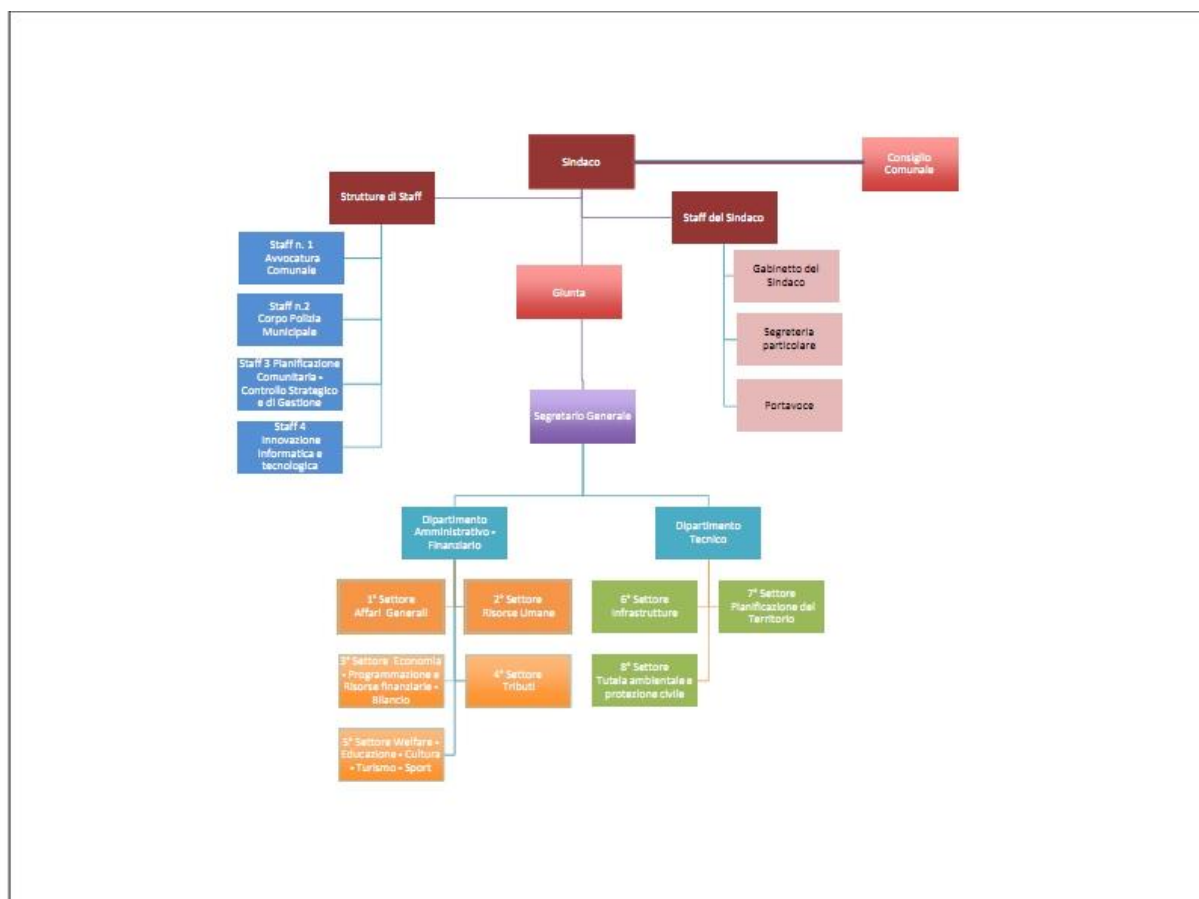 Sindaco
Consiglio
Comunale
Strutture di Staff
Staff del Sindaco
Staff n. 1
Avvocatura
Comunale
Staff n.2
Corpo Polizia
Municipale
Staff 3 Planificazione
Comunitaria -
Controllo Strategico
e di Gestione
Staff 4
Innovazione
informatica e
tecnologica
Giunta
Gabinetto del
Sindaco
Segreteria
particolare
Portavoce
Segretario Generale
Dipartimento
Amministrativo -
Finanziario
Dipartimento
Tecnico
1° Settore
Affari Generali
2° Settore
Risorse Umane
3° Settore Economia
- Programmazione e
Risorse finanziarie -
Bilancio
4° Settore
Tributi
5° Settore Welfare -
Educazione - Cultura
- Turismo - Sport
6° Settore
Infrastrutture
7° Settore
Pianificazione del
Territorio
8° Settore
Tutela ambientale e
protezione civile